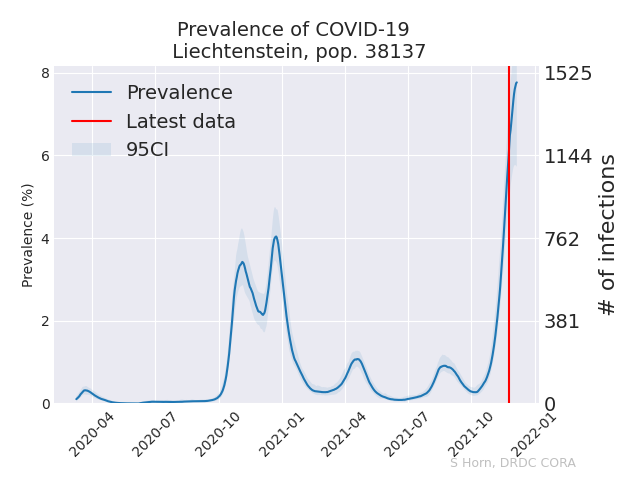 Prevalence of COVID-19
Liechtenstein, pop. 38137
Prevalence (%)
8
6
4
2
0
Prevalence
Latest data
95CI
1525
1144
762
381
0
# of infections
2020-04
2020-07
2020-10
2021-01
2021-04
2021-07
2021-10
2022-01
S Horn, DRDC CORA